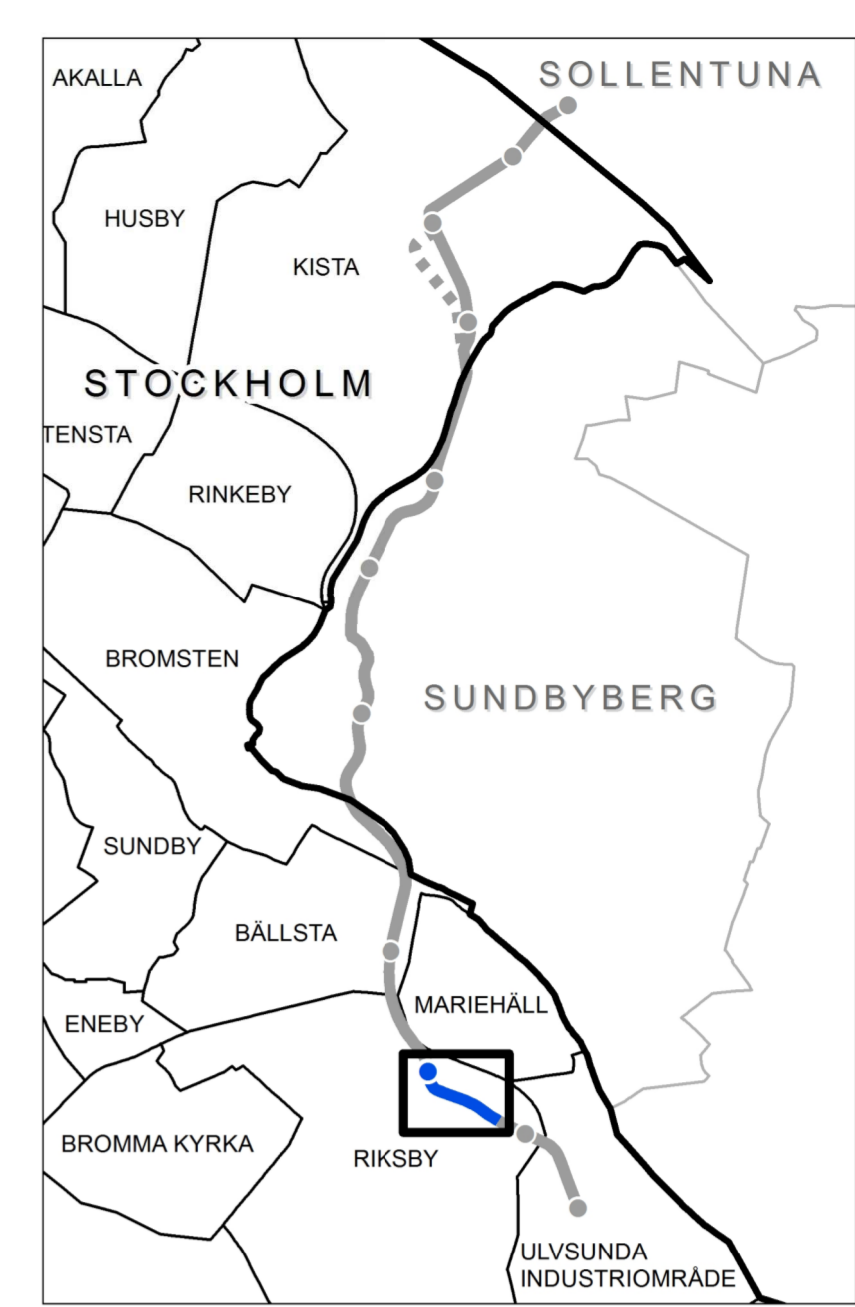 SOLLENTUNA
AKALLA
HUSBY
KISTA
STOCKHOLM
TENSTA
RINKEBY
BROMSTEN
SUNDBYBERG
SUNDBY
BÄLLSTA
MARIEHÄLL
ENEBY
BROMMA KYRKA
RIKSBY
ULVSUNDA
INDUSTRIOMRÅDE